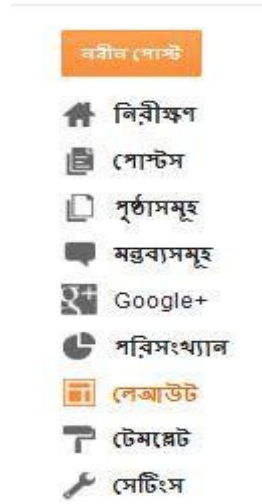 নবীন পোস্ট
নিরীক্ষণ
পোস্টস
পৃষ্ঠাসমূহ
মন্তব্যসমূহ
Google+
পরিসংখ্যান
লেআউট
টেমপ্লেট
সেটিংস